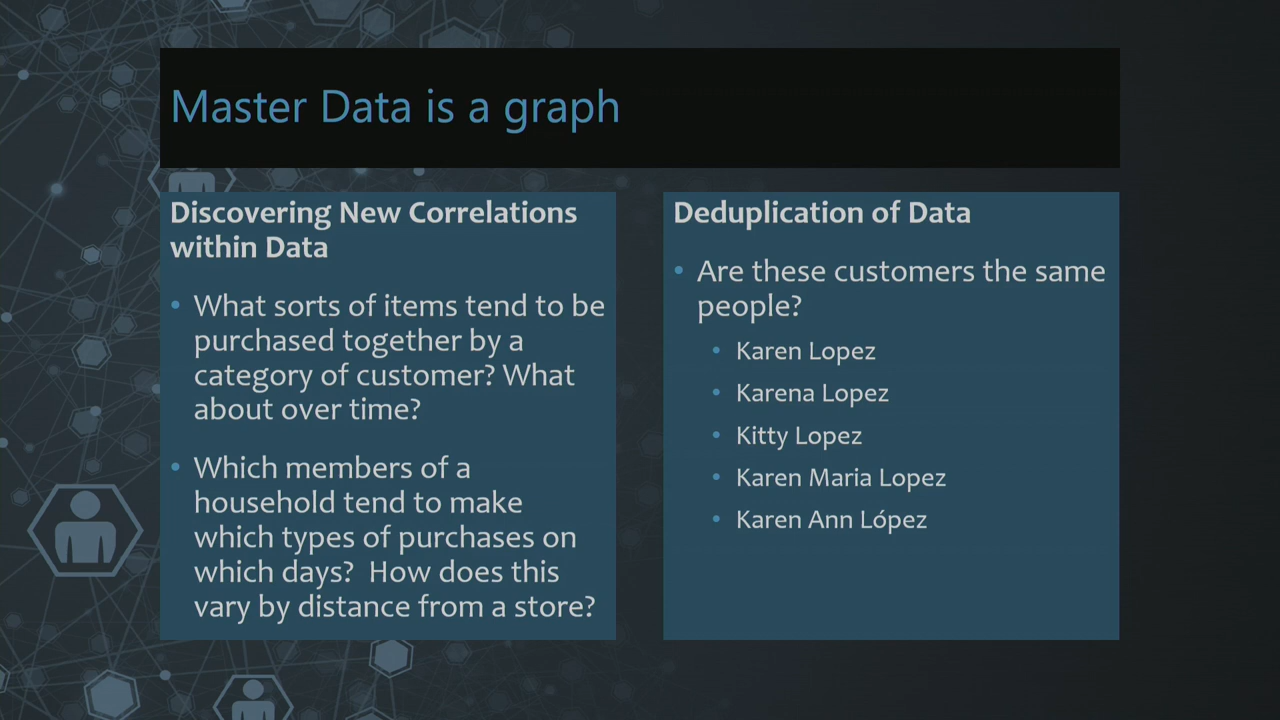 Master Data is a graph
Discovering New Correlations
within Data
• What sorts of items tend to be
purchased together by a
category of customer? What
about over time?
• Which members of a
household tend to make
which types of purchases on
which days?  How does this
vary by distance from a store?
Deduplication of Data
• Are these customers the same
people?
• Karen Lopez
• Karena Lopez
• Kitty Lopez
• Karen Maria Lopez
• Karen Ann López